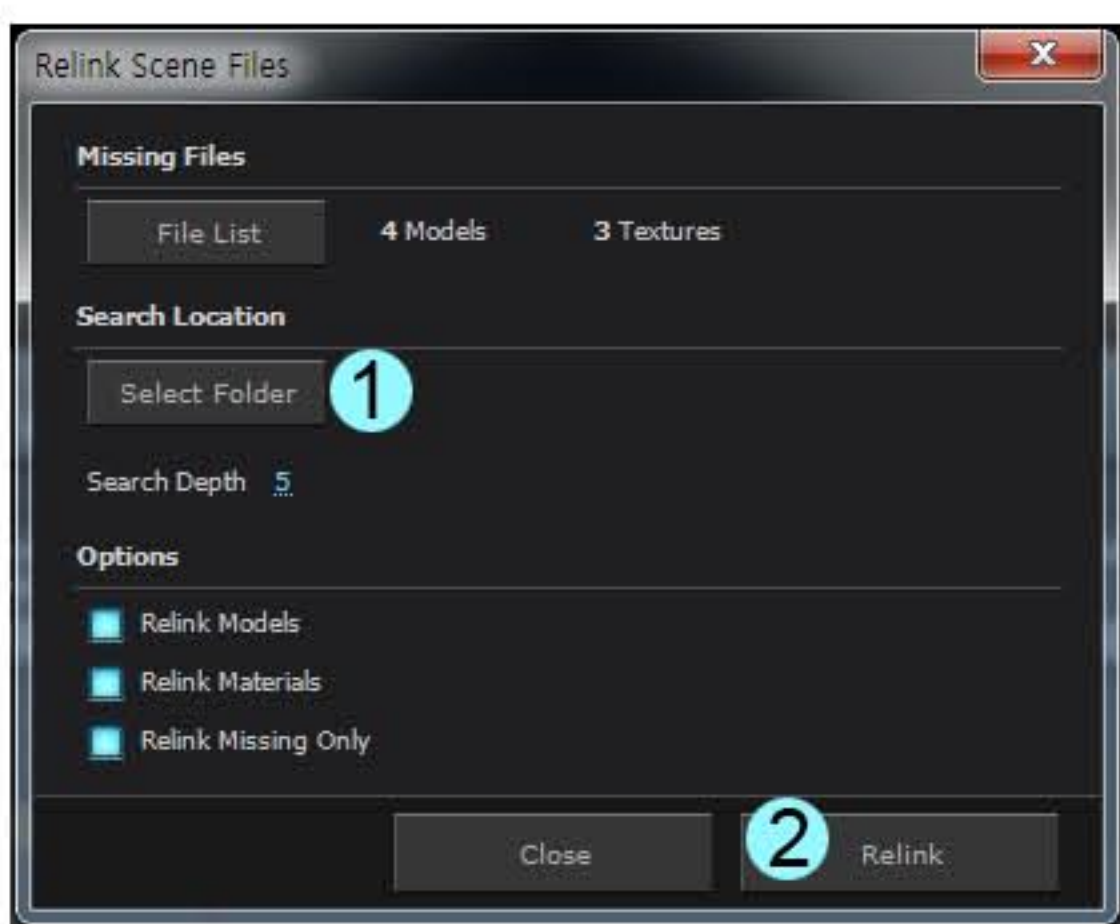 Relink Scene Files
Missing Files
File List 4 Models 3 Textures
Search Location
Select Folder 1
Search Depth 5
Options
Relink Models
Relink Materials
Relink Missing Only
Close 2 Relink